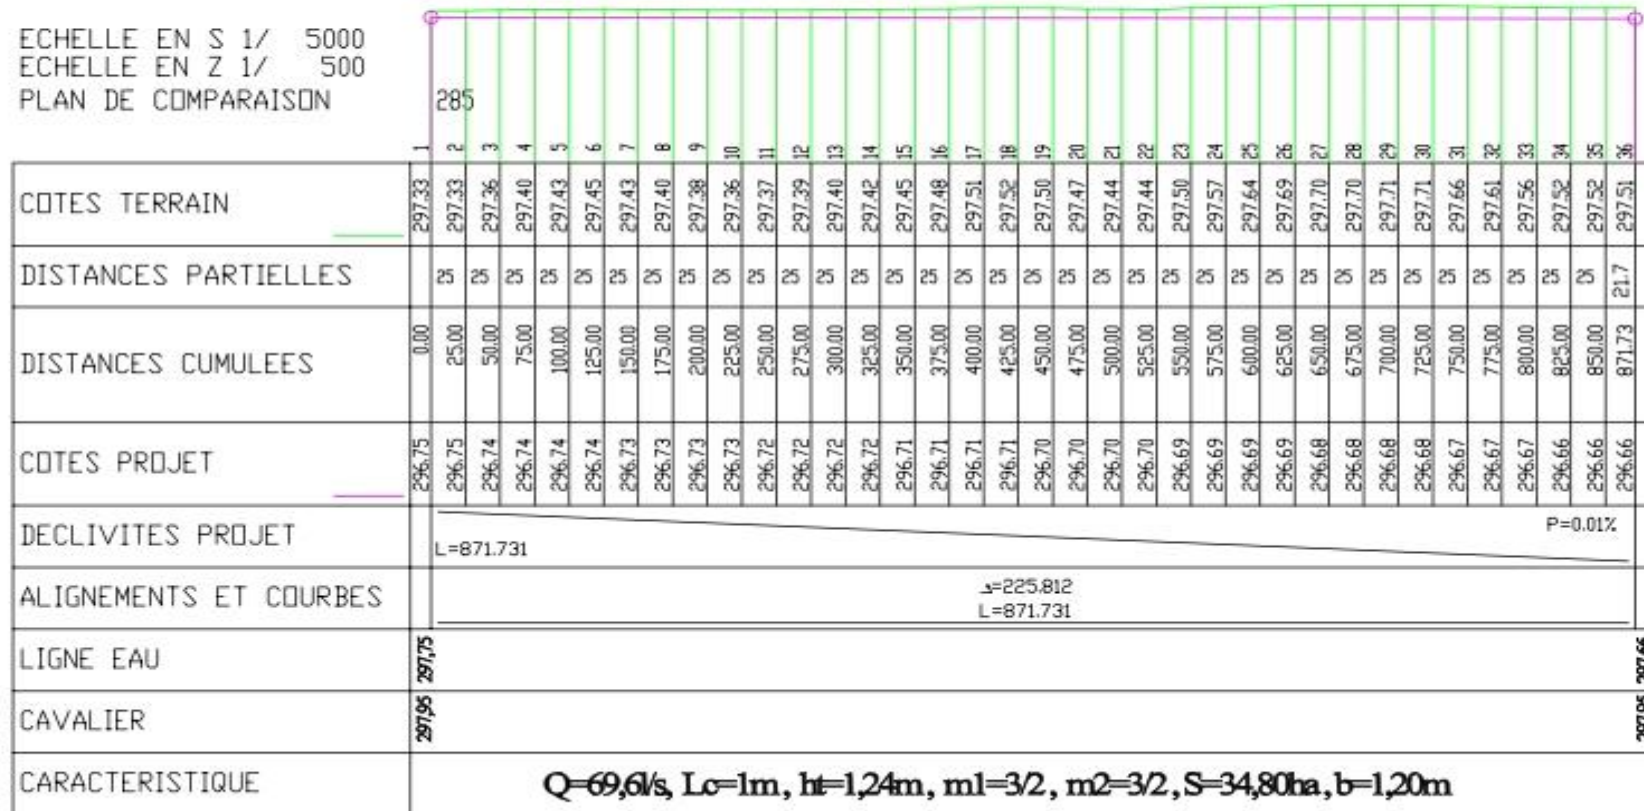 ECHELLE EN S 1/ 5000
ECHELLE EN Z 1/ 500
PLAN DE COMPARAISON 285
1 2 3 4 5 6 7 8 9 10 11 12 13 14 15 16 17 18 19 20 21 22 23 24 25 26 27 28 29 30 31 32 33 34 35 36
COTES TERRAIN 297.33 297.33 297.36 297.40 297.43 297.45 297.43 297.40 297.38 297.36 297.37 297.39 297.40 297.42 297.45 297.48 297.51 297.52 297.50 297.47 297.44 297.44 297.50 297.57 297.64 297.69 297.70 297.70 297.71 297.71 297.66 297.61 297.56 297.52 297.52 297.51
DISTANCES PARTIELLES 25 25 25 25 25 25 25 25 25 25 25 25 25 25 25 25 25 25 25 25 25 25 25 25 25 25 25 25 25 25 25 25 25 25 21.7
DISTANCES CUMULEES 0.00 25.00 50.00 75.00 100.00 125.00 150.00 175.00 200.00 225.00 250.00 275.00 300.00 325.00 350.00 375.00 400.00 425.00 450.00 475.00 500.00 525.00 550.00 575.00 600.00 625.00 650.00 675.00 700.00 725.00 750.00 775.00 800.00 825.00 850.00 871.73
COTES PROJET 296.75 296.75 296.74 296.74 296.74 296.74 296.73 296.73 296.73 296.73 296.72 296.72 296.72 296.72 296.71 296.71 296.71 296.71 296.70 296.70 296.70 296.70 296.69 296.69 296.69 296.69 296.68 296.68 296.68 296.68 296.67 296.67 296.67 296.66 296.66 296.66
DECLIVITES PROJET L=871.731 P=0.01%
ALIGNEMENTS ET COURBES =225.812
L=871.731
LIGNE EAU 297,75 297,66
CAVALIER 297,95 297,95
CARACTERISTIQUE Q=69,6l/s, Lc=1m, ht=1,24m, m1=3/2, m2=3/2, S=34,80ha, b=1,20m